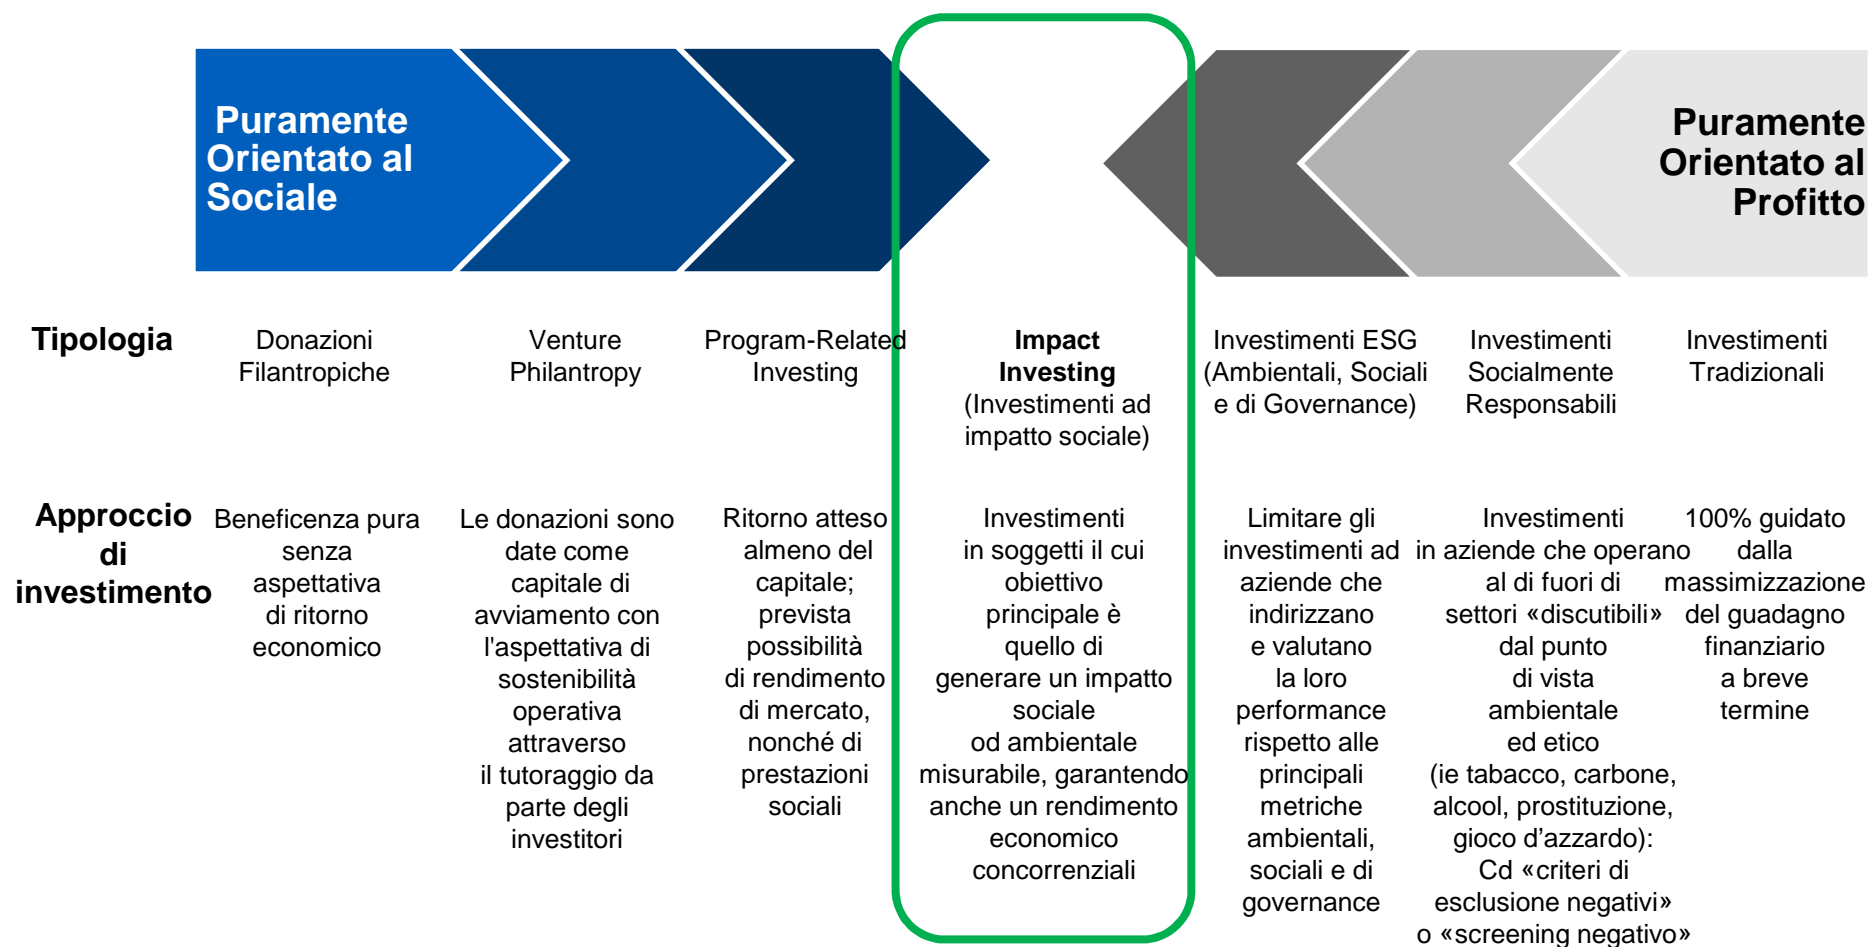 Puramente
Orientato al
Sociale
Puramente
Orientato al
Profitto
Tipologia
Donazioni
Filantropiche
Venture
Philantropy
Program-Related
Investing
Impact
Investing
(Investimenti ad
impatto sociale)
Investimenti ESG
(Ambientali, Sociali
e di Governance)
Investimenti
Socialmente
Responsabili
Investimenti
Tradizionali
Approccio
di
investimento
Beneficenza pura
senza
aspettativa
di ritorno
economico
Le donazioni sono
date come
capitale di
avviamento con
l'aspettativa di
sostenibilità
operativa
attraverso
il tutoraggio da
parte degli
investitori
Ritorno atteso
almeno del
capitale;
prevista
possibilità
di rendimento
di mercato,
nonché di
prestazioni
sociali
Investimenti
in soggetti il cui
obiettivo
principale è
quello di
generare un impatto
sociale
od ambientale
misurabile, garantendo
anche un rendimento
economico
concorrenziali
Limitare gli
investimenti ad
aziende che
indirizzano
e valutano
la loro
performance
rispetto alle
principali
metriche
ambientali,
sociali e di
governance
Investimenti
in aziende che operano
al di fuori di
settori «discutibili»
dal punto
di vista
ambientale
ed etico
(ie tabacco, carbone,
alcool, prostituzione,
gioco d’azzardo):
Cd «criteri di
esclusione negativi»
o «screening negativo»
100% guidato
dalla
massimizzazione
del guadagno
finanziario
a breve
termine